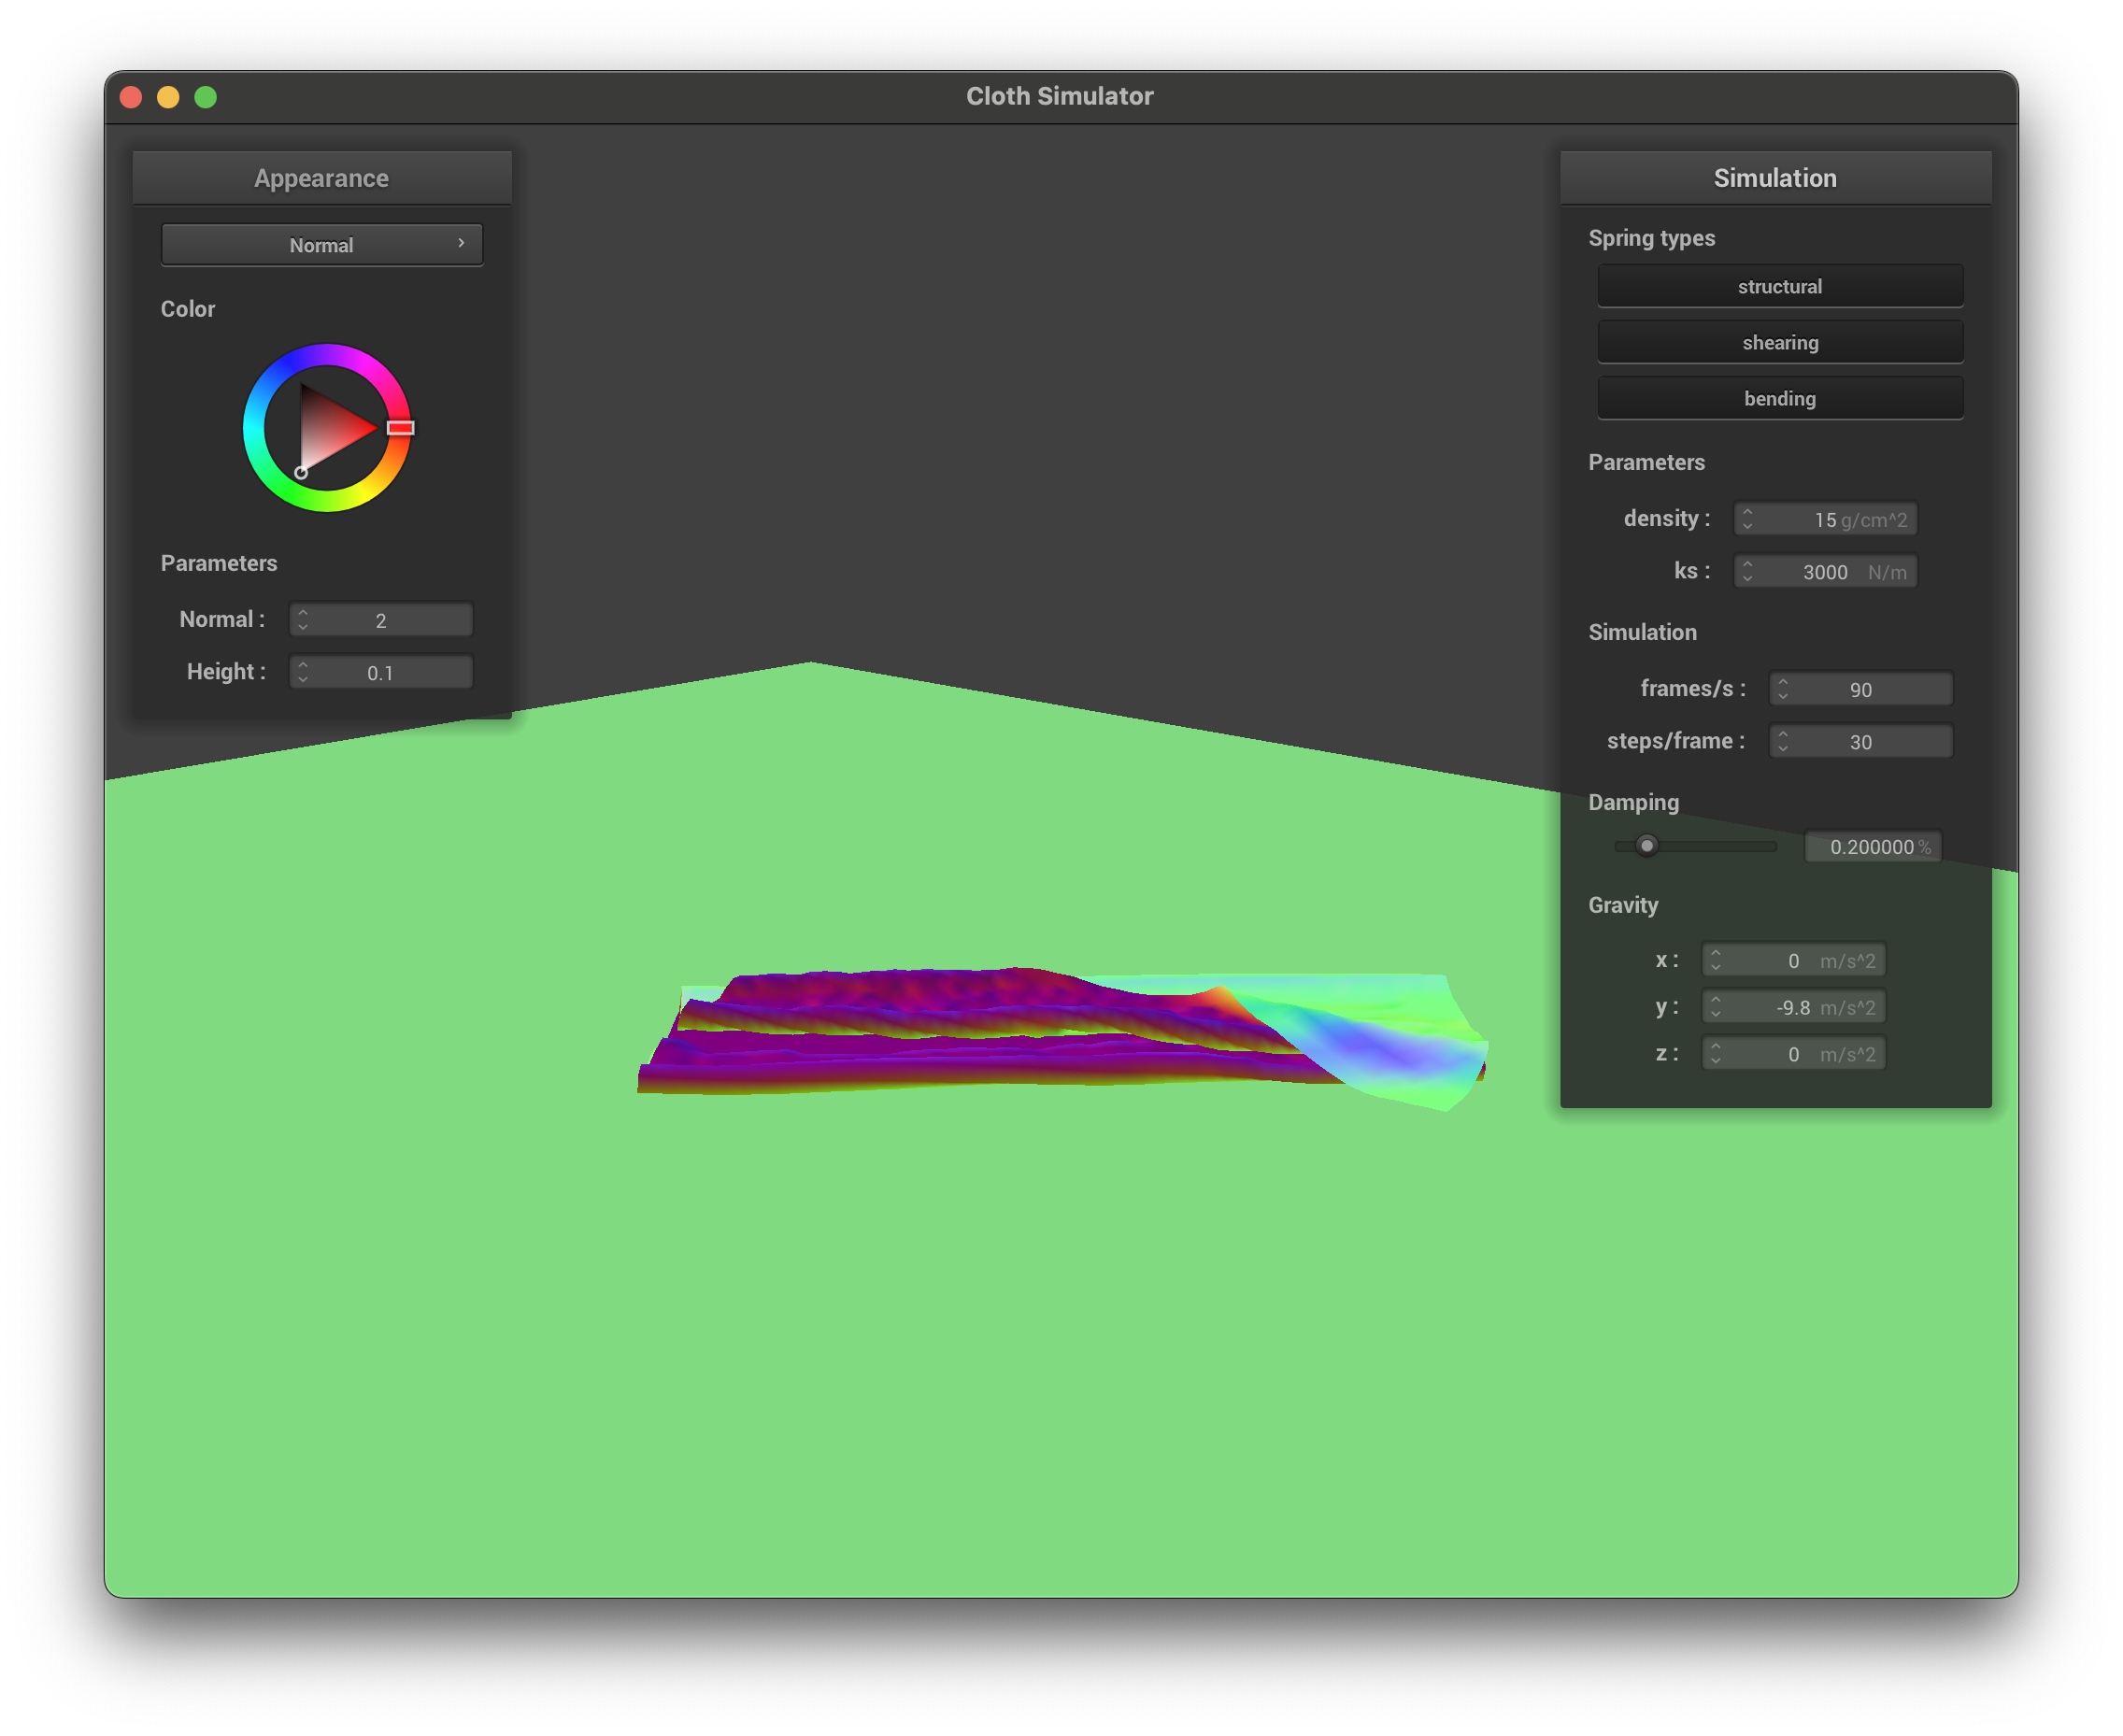 Cloth Simulator
Appearance
Normal
Color
Parameters
Normal : 2
Height : 0.1
Simulation
Spring types
structural
shearing
bending
Parameters
density : 15 g/cm^2
ks : 3000 N/m
Simulation
frames/s : 90
steps/frame : 30
Damping
0.200000 %
Gravity
x : 0 m/s^2
y : -9.8 m/s^2
z : 0 m/s^2